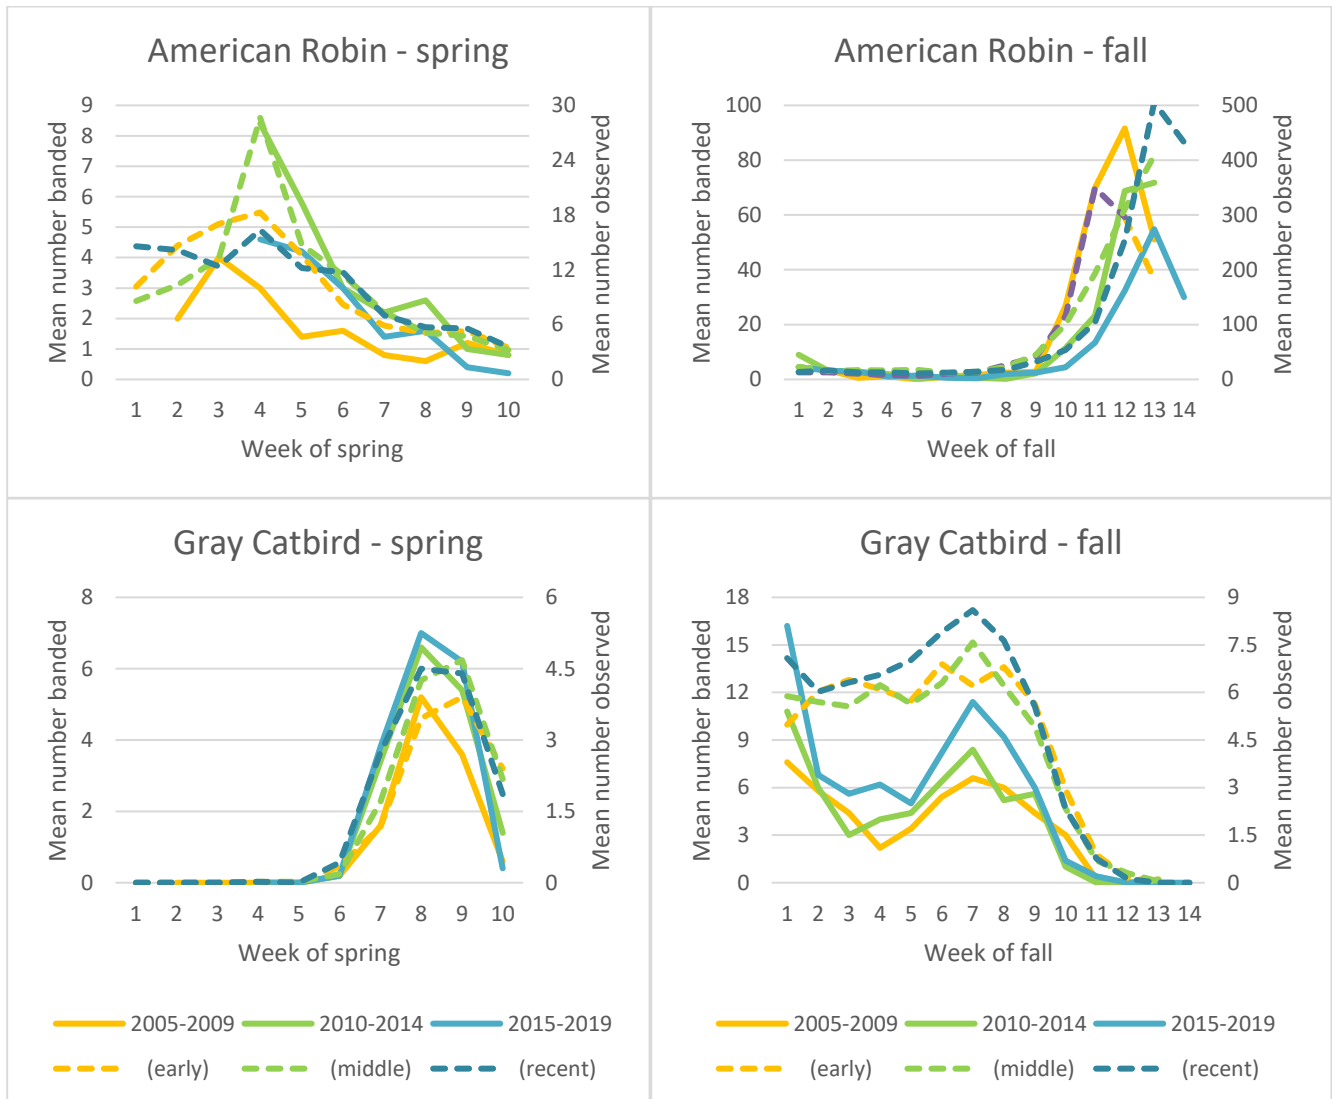 American Robin - spring
9
8
7
6
5
4
3
2
1
0
30
24
18
12
6
0
Mean number banded
Mean number observed
1 2 3 4 5 6 7 8 9 10
Week of spring
American Robin - fall
100
80
60
40
20
0
500
400
300
200
100
0
Mean number banded
Mean number observed
1 2 3 4 5 6 7 8 9 10 11 12 13 14
Week of fall
Gray Catbird - spring
8
6
4
2
0
6
4.5
3
1.5
0
Mean number banded
Mean number observed
1 2 3 4 5 6 7 8 9 10
Week of spring
2005-2009 2010-2014 2015-2019
(early) (middle) (recent)
Gray Catbird - fall
18
15
12
9
6
3
0
9
7.5
6
4.5
3
1.5
0
Mean number banded
Mean number observed
1 2 3 4 5 6 7 8 9 10 11 12 13 14
Week of fall
2005-2009 2010-2014 2015-2019
(early) (middle) (recent)